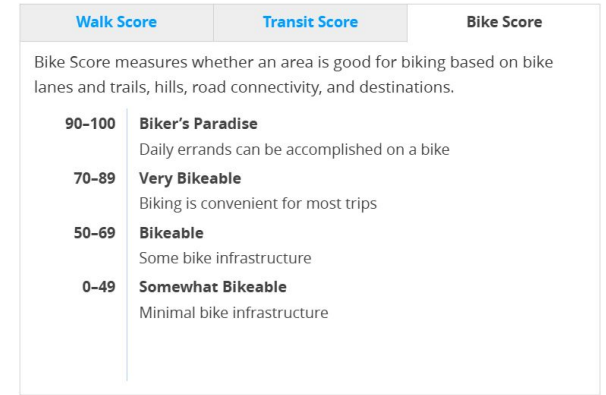 Walk Score
Transit Score
Bike Score
Bike Score measures whether an area is good for biking based on bike
lanes and trails, hills, road connectivity, and destinations.
90–100 Biker’s Paradise
Daily errands can be accomplished on a bike
70–89 Very Bikeable
Biking is convenient for most trips
50–69 Bikeable
Some bike infrastructure
0–49 Somewhat Bikeable
Minimal bike infrastructure